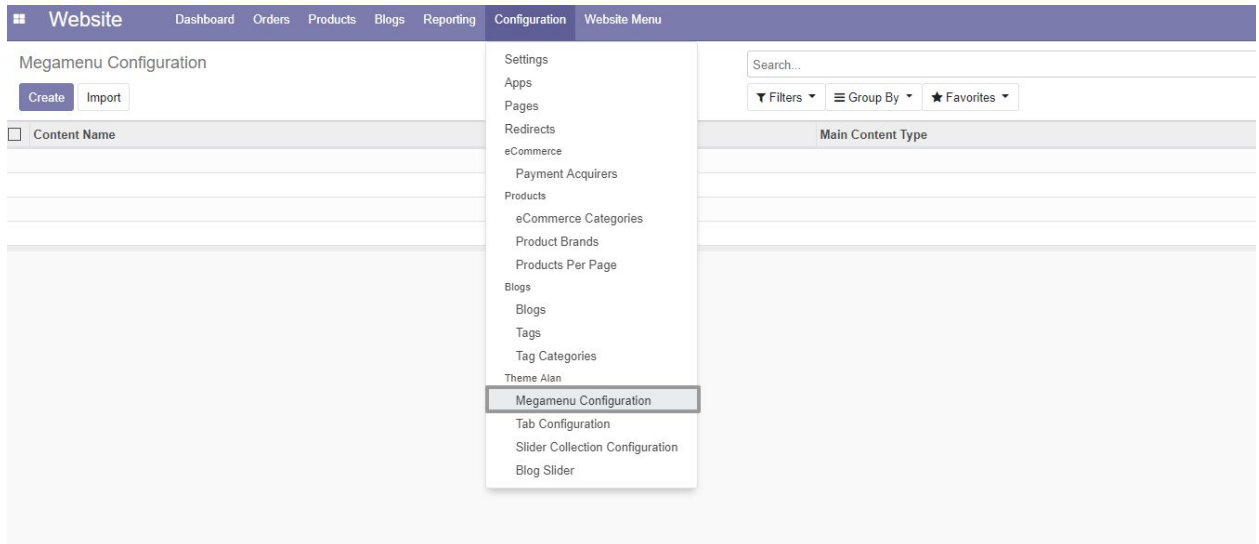 Website Dashboard Orders Products Blogs Reporting Configuration Website Menu
Megamenu Configuration
Create Import
Content Name
Settings
Apps
Pages
Redirects
eCommerce
Payment Acquirers
Products
eCommerce Categories
Product Brands
Products Per Page
Blogs
Blogs
Tags
Tag Categories
Theme Alan
Megamenu Configuration
Tab Configuration
Slider Collection Configuration
Blog Slider
Search...
Filters Group By Favorites
Main Content Type